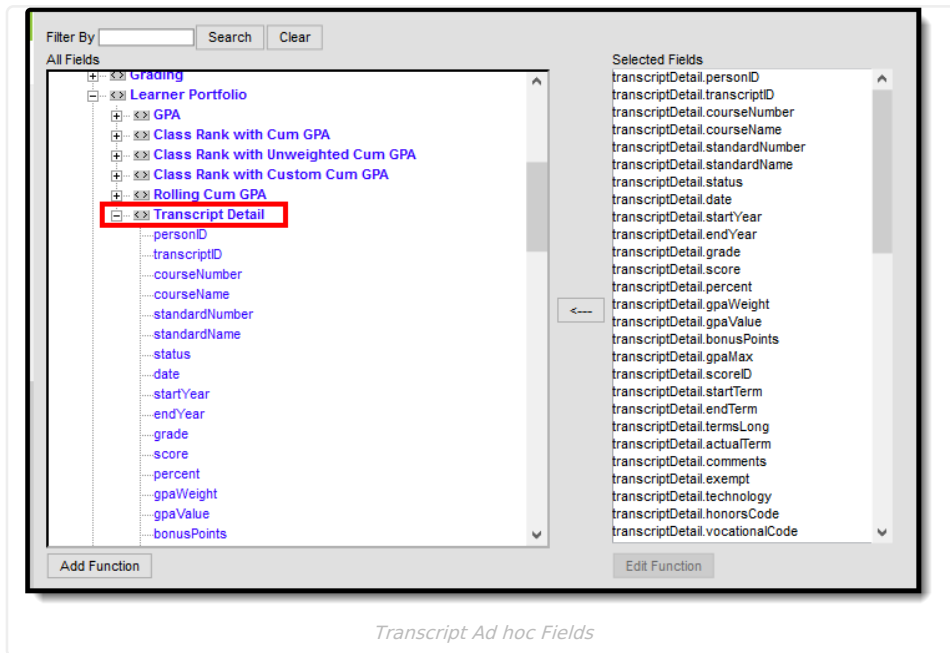 Filter By
Search
Clear
All Fields
Grading
Learner Portfolio
GPA
Class Rank with Cum GPA
Class Rank with Unweighted Cum GPA
Class Rank with Custom Cum GPA
Rolling Cum GPA
Transcript Detail
personID
transcriptID
courseNumber
courseName
standardNumber
standardName
status
date
startYear
endYear
grade
score
percent
gpaWeight
gpaValue
bonusPoints
Add Function
<---
Selected Fields
transcriptDetail.personID
transcriptDetail.transcriptID
transcriptDetail.courseNumber
transcriptDetail.courseName
transcriptDetail.standardNumber
transcriptDetail.standardName
transcriptDetail.status
transcriptDetail.date
transcriptDetail.startYear
transcriptDetail.endYear
transcriptDetail.grade
transcriptDetail.score
transcriptDetail.percent
transcriptDetail.gpaWeight
transcriptDetail.gpaValue
transcriptDetail.bonusPoints
transcriptDetail.gpaMax
transcriptDetail.scoreID
transcriptDetail.startTerm
transcriptDetail.endTerm
transcriptDetail.termsLong
transcriptDetail.actualTerm
transcriptDetail.comments
transcriptDetail.exempt
transcriptDetail.technology
transcriptDetail.honorsCode
transcriptDetail.vocationalCode
Edit Function
Transcript Ad hoc Fields